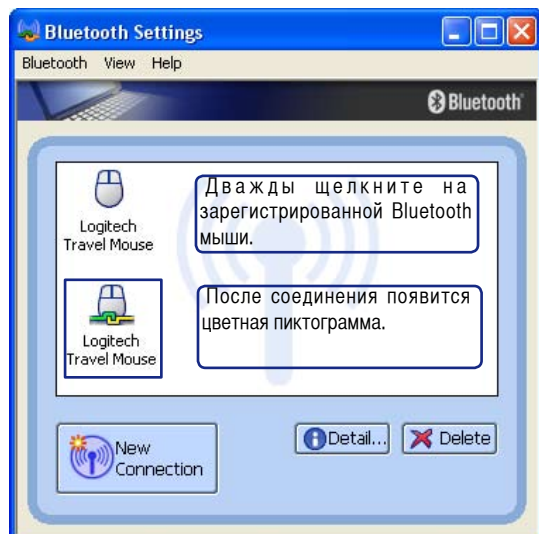 Bluetooth Settings
Bluetooth View Help
Bluetooth
Logitech
Travel Mouse
Дважды щелкните на
зарегистрированной Bluetooth
мыши.
Logitech
Travel Mouse
После соединения появится
цветная пиктограмма.
New
Connection
Detail...
Delete